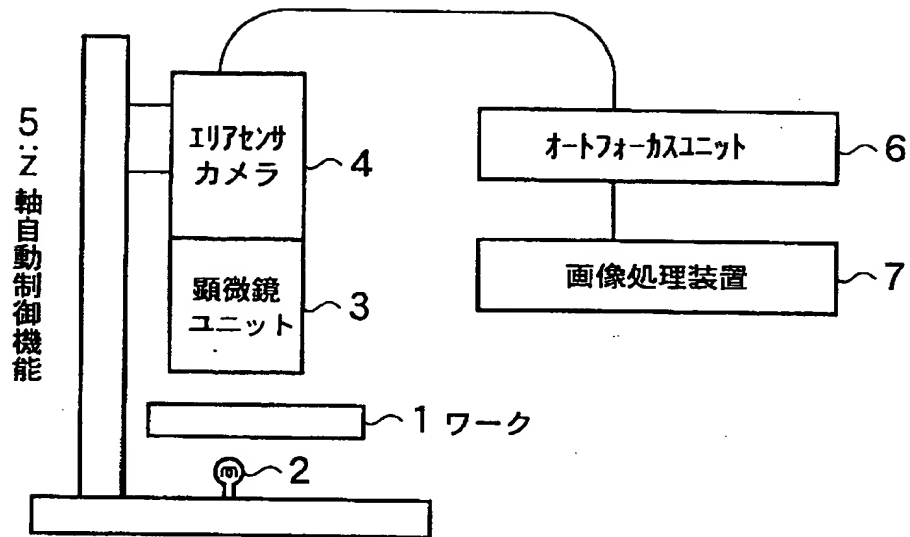 5:Z軸自動制御機能
エリアセンサ
カメラ
4
顕微鏡
ユニット
3
1 ワーク
2
オートフォーカスユニット
6
画像処理装置
7